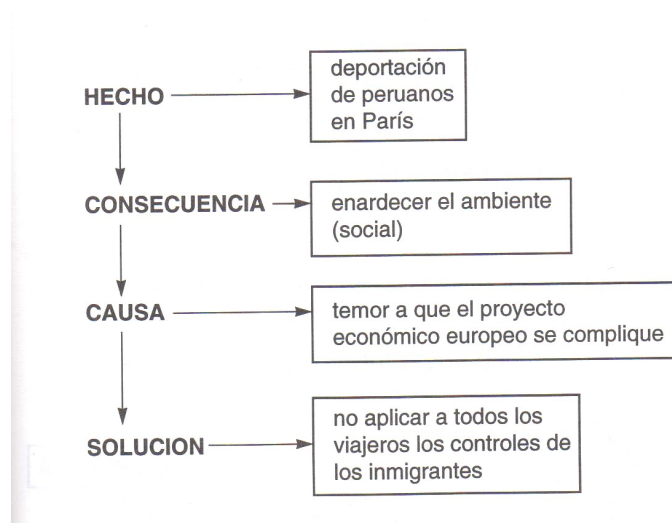 HECHO
deportación
de peruanos
en París
CONSECUENCIA
enardecer el ambiente
(social)
CAUSA
temor a que el proyecto
económico europeo se complique
SOLUCION
no aplicar a todos los
viajeros los controles de
los inmigrantes